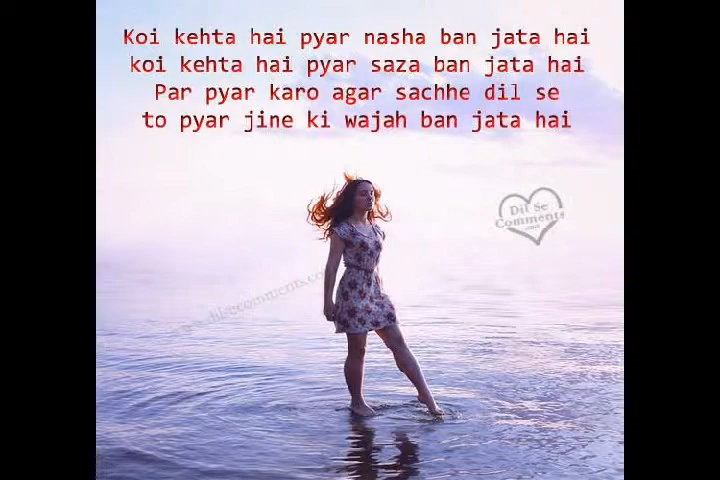 Koi kehta hai pyar nasha ban jata hai
koi kehta hai pyar saza ban jata hai
Par pyar karo agar sachhe dil se
to pyar jine ki wajah ban jata hai
Dil Se
Comments